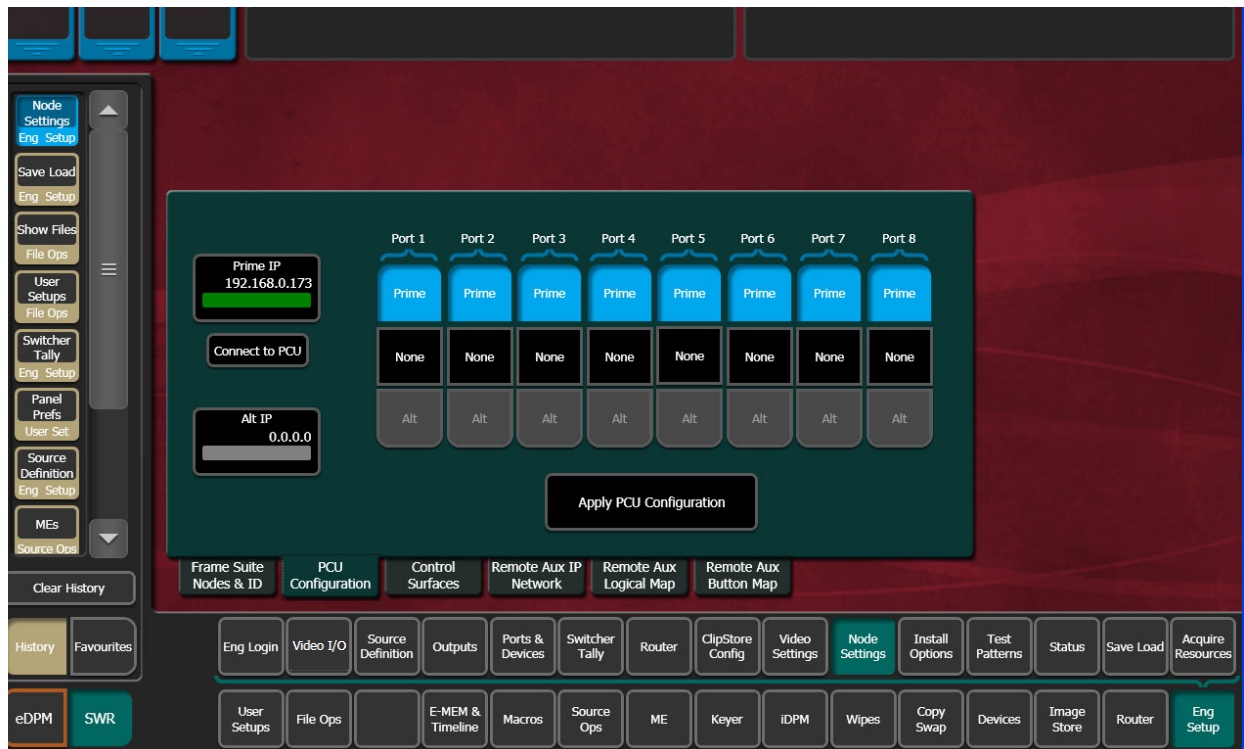 Node
Settings
Eng Setup
Save Load
Eng Setup
Show Files
File Ops
User
Setups
File Ops
Switcher
Tally
Eng Setup
Panel
Prefs
User Set
Source
Definition
Eng Setup
MEs
Source Ops
Clear History
History
Favourites
eDPM
SWR
Port 1
Port 2
Port 3
Port 4
Port 5
Port 6
Port 7
Port 8
Prime IP
192.168.0.173
Prime
Prime
Prime
Prime
Prime
Prime
Prime
Prime
Connect to PCU
None
None
None
None
None
None
None
None
Alt IP
0.0.0.0
Alt
Alt
Alt
Alt
Alt
Alt
Alt
Alt
Apply PCU Configuration
Frame Suite
Nodes & ID
PCU
Configuration
Control
Surfaces
Remote Aux IP
Network
Remote Aux
Logical Map
Remote Aux
Button Map
Eng Login
Video I/O
Source
Definition
Outputs
Ports &
Devices
Switcher
Tally
Router
ClipStore
Config
Video
Settings
Node
Settings
Install
Options
Test
Patterns
Status
Save Load
Acquire
Resources
User
Setups
File Ops
E-MEM &
Timeline
Macros
Source
Ops
ME
Keyer
iDPM
Wipes
Copy
Swap
Devices
Image
Store
Router
Eng
Setup